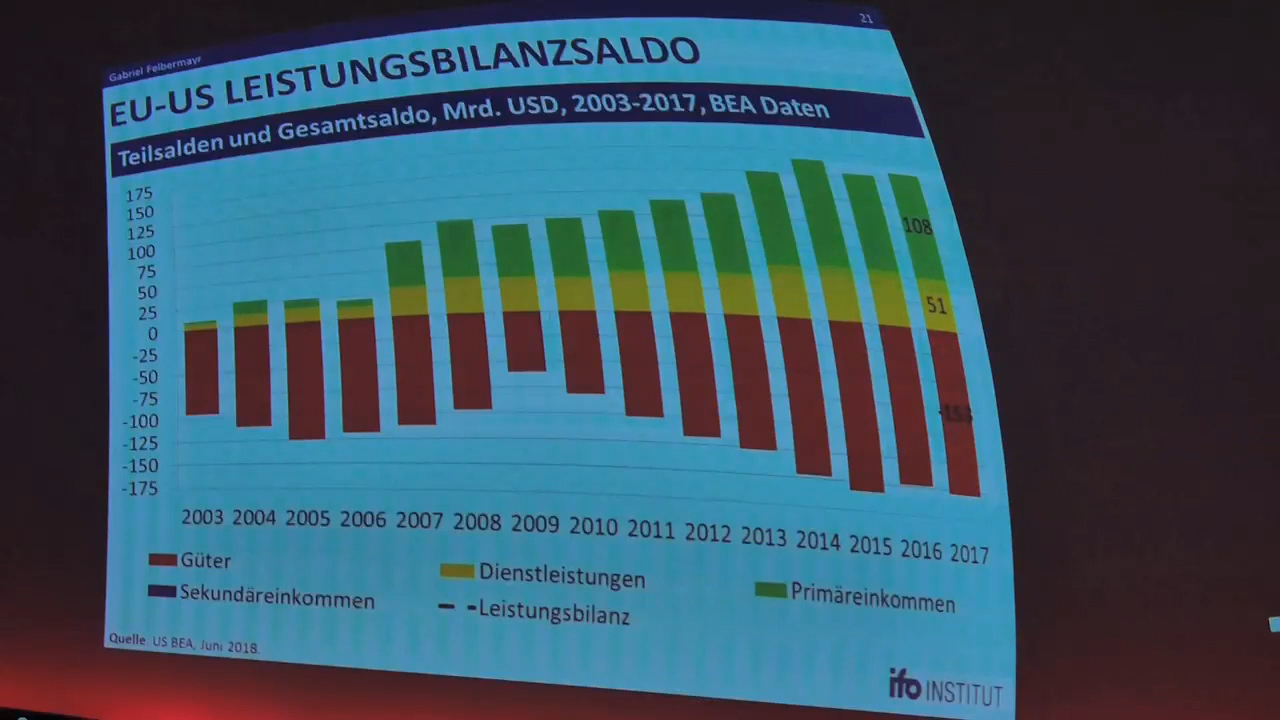 21
Gabriel Felbermayr
EU-US LEISTUNGSBILANZSALDO
Teilsalden und Gesamtsaldo, Mrd. USD, 2003-2017, BEA Daten
175
150
125
100
75
50
25
0
-25
-50
-75
-100
-125
-150
-175
108
51
2003 2004 2005 2006 2007 2008 2009 2010 2011 2012 2013 2014 2015 2016 2017
Güter
Dienstleistungen
Primäreinkommen
Sekundäreinkommen
Leistungsbilanz
Quelle: US BEA, Juni 2018.
ifo INSTITUT